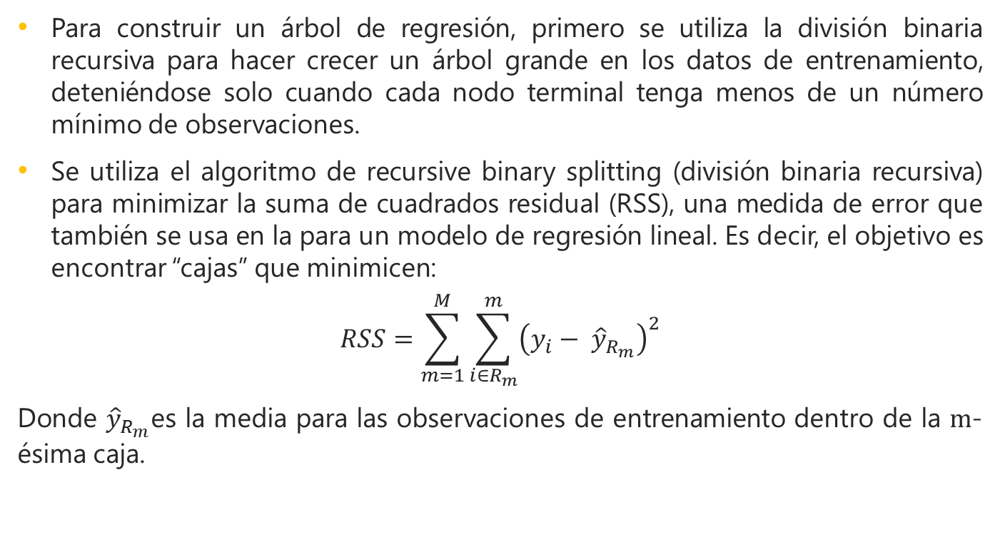 • Para construir un árbol de regresión, primero se utiliza la división binaria
recursiva para hacer crecer un árbol grande en los datos de entrenamiento,
deteniéndose solo cuando cada nodo terminal tenga menos de un número
mínimo de observaciones.
• Se utiliza el algoritmo de recursive binary splitting (división binaria recursiva)
para minimizar la suma de cuadrados residual (RSS), una medida de error que
también se usa en la para un modelo de regresión lineal. Es decir, el objetivo es
encontrar “cajas” que minimicen:
$RSS = \sum_{m=1}^{M} \sum_{i \in R_m}^{m} (y_i - \hat{y}_{R_m})^2$
Donde $\hat{y}_{R_m}$ es la media para las observaciones de entrenamiento dentro de la m-
ésima caja.